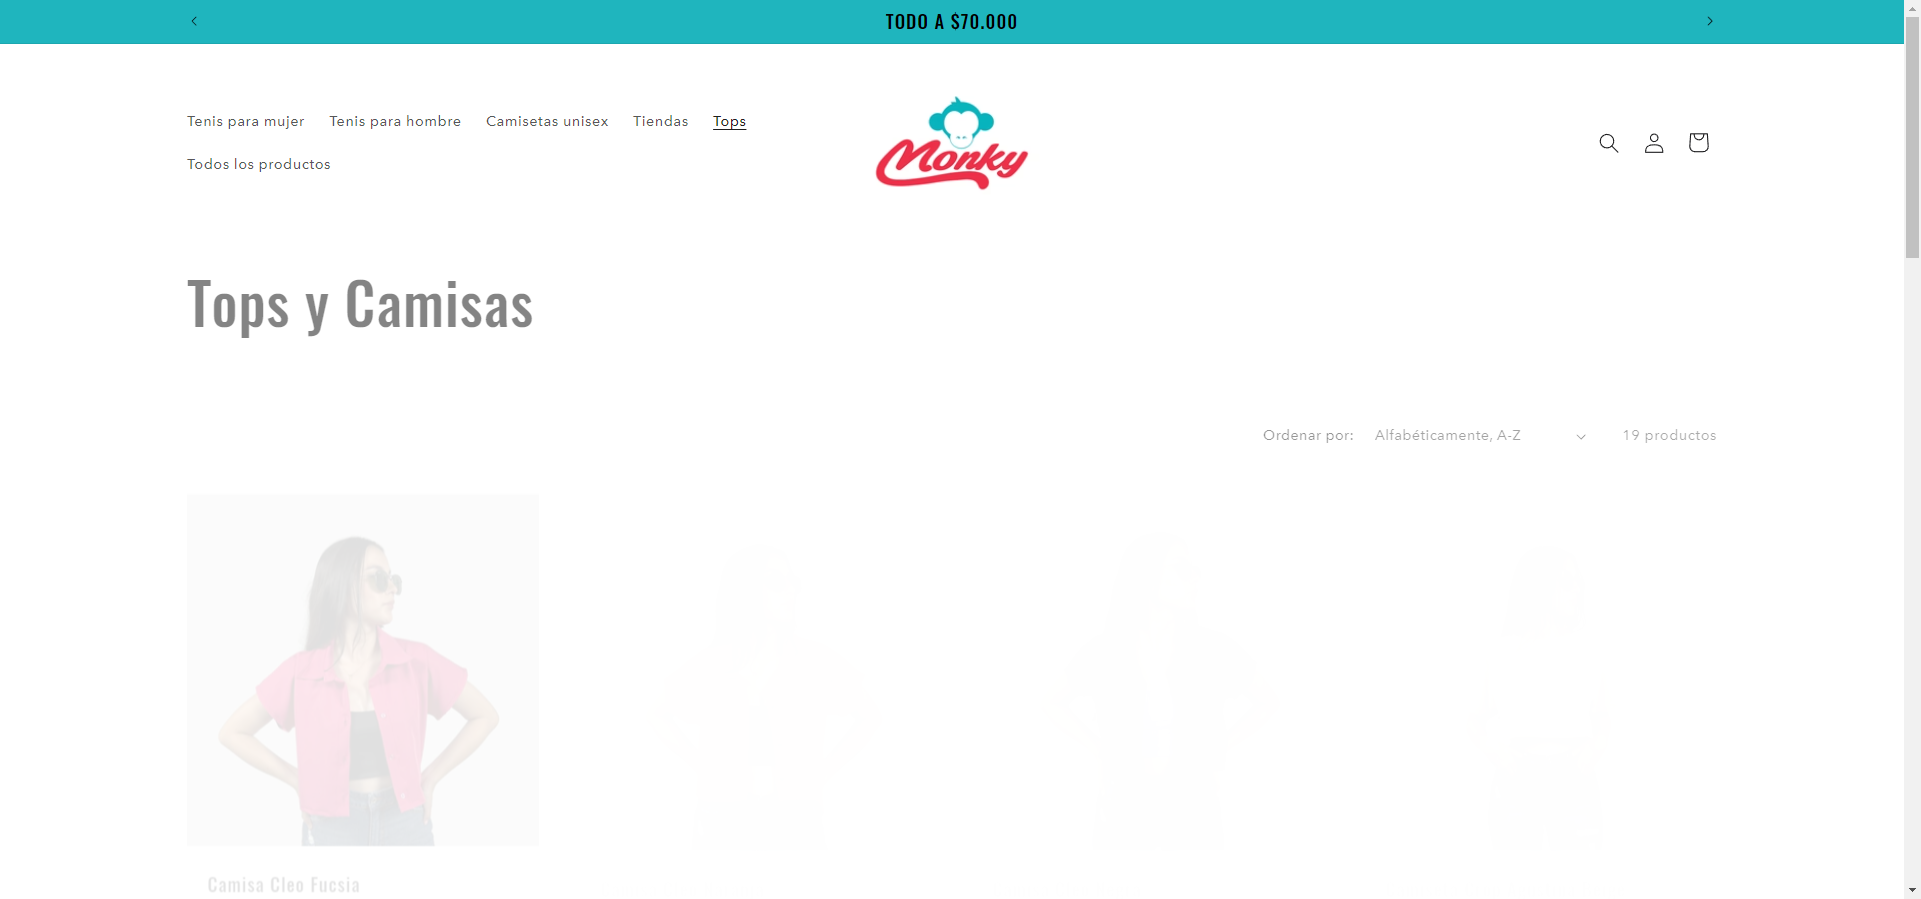 TODO A $70.000
Tenis para mujer
Tenis para hombre
Camisetas unisex
Tiendas
Tops
Todos los productos
Monky
Tops y Camisas
Ordenar por:
Alfabéticamente, A-Z
19 productos
Camisa Cleo Fucsia